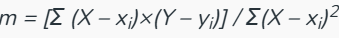 m = [Σ (X – xᵢ)×(Y – yᵢ)] / Σ(X – xᵢ)²